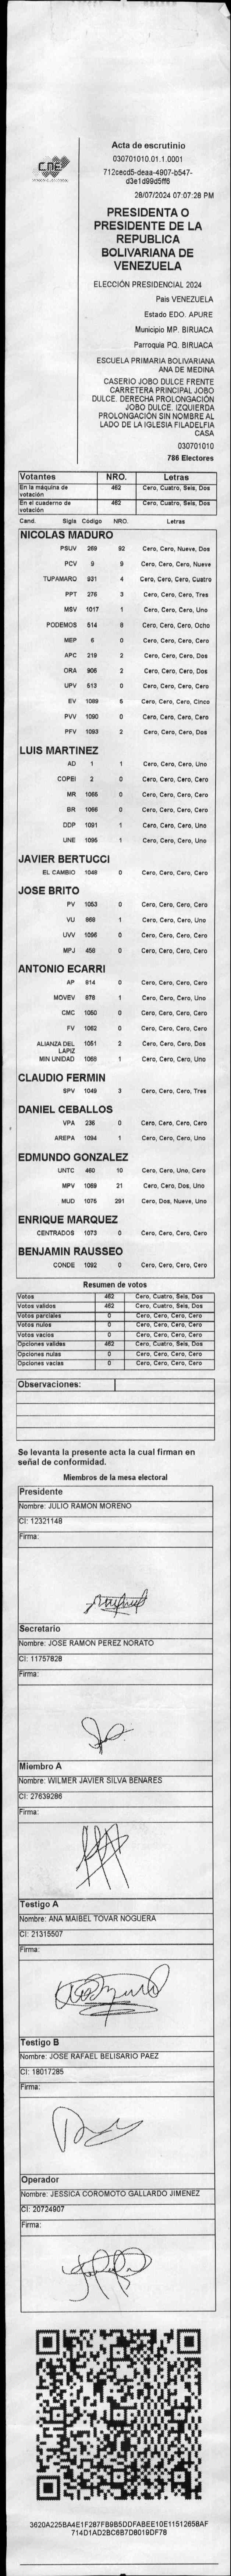 CNE
Acta de escrutinio
030701010.01.1.0001
712cecd5-deaa-4907-b547-
d3e1d99d5ff8
28/07/2024 07:07:28 PM
PRESIDENTA O
PRESIDENTE DE LA
REPUBLICA
BOLIVARIANA DE
VENEZUELA
ELECCIÓN PRESIDENCIAL 2024
Pais VENEZUELA
Estado EDO. APURE
Municipio MP. BIRUACA
Parroquia PQ. BIRUACA
ESCUELA PRIMARIA BOLIVARIANA
ANA DE MEDINA
CASERIO JOBO DULCE FRENTE
CARRETERA PRINCIPAL JOBO
DULCE. DERECHA PROLONGACIÓN
JOBO DULCE. IZQUIERDA
PROLONGACIÓN SIN NOMBRE AL
LADO DE LA IGLESIA FILADELFIA
CASA
030701010
786 Electores
Votantes NRO. Letras
En la máquina de votación 462 Cero, Cuatro, Seis, Dos
En el cuaderno de votación 462 Cero, Cuatro, Seis, Dos
Cand. Sigla Código NRO. Letras
NICOLAS MADURO
PSUV 269 92 Cero, Cero, Nueve, Dos
PCV 9 9 Cero, Cero, Cero, Nueve
TUPAMARO 931 4 Cero, Cero, Cero, Cuatro
PPT 276 3 Cero, Cero, Cero, Tres
MSV 1017 1 Cero, Cero, Cero, Uno
PODEMOS 514 8 Cero, Cero, Cero, Ocho
MEP 6 0 Cero, Cero, Cero, Cero
APC 219 2 Cero, Cero, Cero, Dos
ORA 906 2 Cero, Cero, Cero, Dos
UPV 513 0 Cero, Cero, Cero, Cero
EV 1089 5 Cero, Cero, Cero, Cinco
PVV 1090 0 Cero, Cero, Cero, Cero
PFV 1093 2 Cero, Cero, Cero, Dos
LUIS MARTINEZ
AD 1 1 Cero, Cero, Cero, Uno
COPEI 2 0 Cero, Cero, Cero, Cero
MR 1065 0 Cero, Cero, Cero, Cero
BR 1066 0 Cero, Cero, Cero, Cero
DDP 1091 1 Cero, Cero, Cero, Uno
UNE 1095 1 Cero, Cero, Cero, Uno
JAVIER BERTUCCI
EL CAMBIO 1048 0 Cero, Cero, Cero, Cero
JOSE BRITO
PV 1053 0 Cero, Cero, Cero, Cero
VU 868 1 Cero, Cero, Cero, Uno
UVV 1096 0 Cero, Cero, Cero, Cero
MPJ 458 0 Cero, Cero, Cero, Cero
ANTONIO ECARRI
AP 914 0 Cero, Cero, Cero, Cero
MOVEV 878 1 Cero, Cero, Cero, Uno
CMC 1050 0 Cero, Cero, Cero, Cero
FV 1062 0 Cero, Cero, Cero, Cero
ALIANZA DEL LAPIZ 1051 2 Cero, Cero, Cero, Dos
MIN UNIDAD 1068 1 Cero, Cero, Cero, Uno
CLAUDIO FERMIN
SPV 1049 3 Cero, Cero, Cero, Tres
DANIEL CEBALLOS
VPA 236 0 Cero, Cero, Cero, Cero
AREPA 1094 1 Cero, Cero, Cero, Uno
EDMUNDO GONZALEZ
UNTC 460 10 Cero, Cero, Uno, Cero
MPV 1069 21 Cero, Cero, Dos, Uno
MUD 1076 291 Cero, Dos, Nueve, Uno
ENRIQUE MARQUEZ
CENTRADOS 1073 0 Cero, Cero, Cero, Cero
BENJAMIN RAUSSEO
CONDE 1092 0 Cero, Cero, Cero, Cero
Resumen de votos
Votos 462 Cero, Cuatro, Seis, Dos
Votos validos 462 Cero, Cuatro, Seis, Dos
Votos parciales 0 Cero, Cero, Cero, Cero
Votos nulos 0 Cero, Cero, Cero, Cero
Votos vacios 0 Cero, Cero, Cero, Cero
Opciones validas 462 Cero, Cuatro, Seis, Dos
Opciones nulas 0 Cero, Cero, Cero, Cero
Opciones vacias 0 Cero, Cero, Cero, Cero
Observaciones:
Se levanta la presente acta la cual firman en
señal de conformidad.
Miembros de la mesa electoral
Presidente
Nombre: JULIO RAMON MORENO
CI: 12321148
Firma:
Secretario
Nombre: JOSE RAMON PEREZ NORATO
CI: 11757828
Firma:
Miembro A
Nombre: WILMER JAVIER SILVA BENARES
CI: 27639286
Firma:
Testigo A
Nombre: ANA MAIBEL TOVAR NOGUERA
CI: 21315507
Firma:
Testigo B
Nombre: JOSE RAFAEL BELISARIO PAEZ
CI: 18017285
Firma:
Operador
Nombre: JESSICA COROMOTO GALLARDO JIMENEZ
CI: 20724907
Firma:
3620A225BA4E1F287FB9B5DDFABEE10E11512658AF
714D1AD2BC6B7D8019DF78